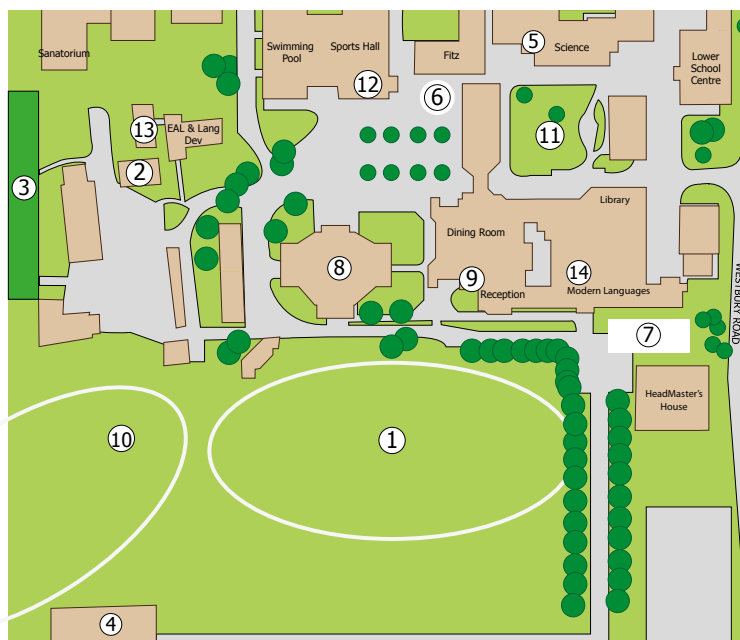 Sanatorium
Swimming
Pool
Sports Hall
Fitz
5
Science
Lower
School
Centre
12
6
13
EAL & Lang
Dev
11
2
3
Library
Dining Room
8
9
14
Reception
Modern Languages
WESTBURY ROAD
7
HeadMaster's
House
10
1
4